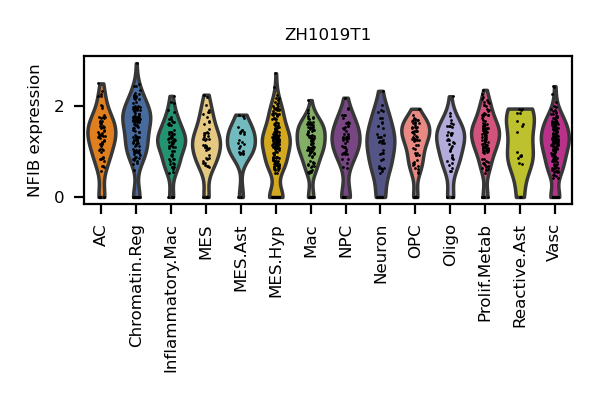 ZH1019T1
NFIB expression
2
0
AC
Chromatin.Reg
Inflammatory.Mac
MES
MES.Ast
MES.Hyp
Mac
NPC
Neuron
OPC
Oligo
Prolif.Metab
Reactive.Ast
Vasc